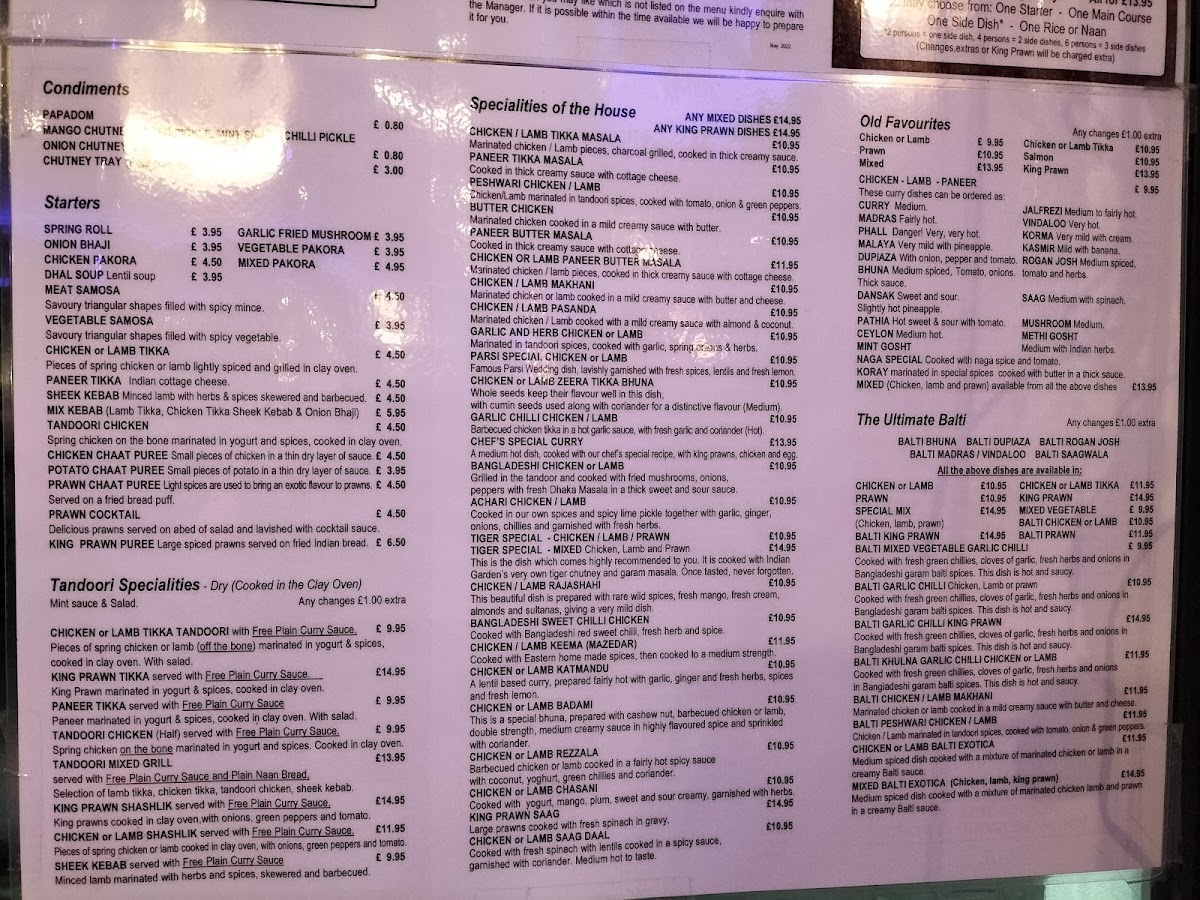 may like which is not listed on the menu kindly enquire with
the Manager. If it is possible within the time available we will be happy to prepare
it for you.
May 2022
All for £13.95
may choose from: One Starter - One Main Course
One Side Dish* - One Rice or Naan
*2 persons = one side dish, 4 persons = 2 side dishes, 6 persons = 3 side dishes
(Changes,extras or King Prawn will be charged extra)
Condiments
PAPADOM £ 0.80
MANGO CHUTNEY CHILLI PICKLE
ONION CHUTNEY £ 0.80
CHUTNEY TRAY £ 3.00
Starters
SPRING ROLL £ 3.95 GARLIC FRIED MUSHROOM £ 3.95
ONION BHAJI £ 3.95 VEGETABLE PAKORA £ 3.95
CHICKEN PAKORA £ 4.50 MIXED PAKORA £ 4.95
DHAL SOUP Lentil soup £ 3.95
MEAT SAMOSA £ 4.50
Savoury triangular shapes filled with spicy mince.
VEGETABLE SAMOSA £ 3.95
Savoury triangular shapes filled with spicy vegetable.
CHICKEN or LAMB TIKKA £ 4.50
Pieces of spring chicken or lamb lightly spiced and grilled in clay oven.
PANEER TIKKA Indian cottage cheese. £ 4.50
SHEEK KEBAB Minced lamb with herbs & spices skewered and barbecued. £ 4.50
MIX KEBAB (Lamb Tikka, Chicken Tikka Sheek Kebab & Onion Bhaji) £ 5.95
TANDOORI CHICKEN £ 4.50
Spring chicken on the bone marinated in yogurt and spices, cooked in clay oven.
CHICKEN CHAAT PUREE Small pieces of chicken in a thin dry layer of sauce. £ 4.50
POTATO CHAAT PUREE Small pieces of potato in a thin dry layer of sauce. £ 3.95
PRAWN CHAAT PUREE Light spices are used to bring an exotic flavour to prawns. £ 4.50
Served on a fried bread puff.
PRAWN COCKTAIL £ 4.50
Delicious prawns served on abed of salad and lavished with cocktail sauce.
KING PRAWN PUREE Large spiced prawns served on fried Indian bread. £ 6.50
Tandoori Specialities - Dry (Cooked in the Clay Oven)
Mint sauce & Salad. Any changes £1.00 extra
CHICKEN or LAMB TIKKA TANDOORI with Free Plain Curry Sauce. £ 9.95
Pieces of spring chicken or lamb (off the bone) marinated in yogurt & spices,
cooked in clay oven. With salad.
KING PRAWN TIKKA served with Free Plain Curry Sauce. £14.95
King Prawn marinated in yogurt & spices, cooked in clay oven.
PANEER TIKKA served with Free Plain Curry Sauce £ 9.95
Paneer marinated in yogurt & spices, cooked in clay oven. With salad.
TANDOORI CHICKEN (Half) served with Free Plain Curry Sauce. £ 9.95
Spring chicken on the bone marinated in yogurt and spices. Cooked in clay oven.
TANDOORI MIXED GRILL £13.95
served with Free Plain Curry Sauce and Plain Naan Bread.
Selection of lamb tikka, chicken tikka, tandoori chicken, sheek kebab.
KING PRAWN SHASHLIK served with Free Plain Curry Sauce. £14.95
King prawns cooked in clay oven,with onions, green peppers and tomato.
CHICKEN or LAMB SHASHLIK served with Free Plain Curry Sauce. £11.95
Pieces of spring chicken or lamb cooked in clay oven, with onions, green peppers and tomato.
SHEEK KEBAB served with Free Plain Curry Sauce £ 9.95
Minced lamb marinated with herbs and spices, skewered and barbecued.
Specialities of the House
ANY MIXED DISHES £14.95
ANY KING PRAWN DISHES £14.95
CHICKEN / LAMB TIKKA MASALA £10.95
Marinated chicken / Lamb pieces, charcoal grilled, cooked in thick creamy sauce.
PANEER TIKKA MASALA £10.95
Cooked in thick creamy sauce with cottage cheese.
PESHWARI CHICKEN / LAMB £10.95
Chicken/Lamb marinated in tandoori spices, cooked with tomato, onion & green peppers.
BUTTER CHICKEN £10.95
Marinated chicken cooked in a mild creamy sauce with butter.
PANEER BUTTER MASALA £10.95
Cooked in thick creamy sauce with cottage cheese.
CHICKEN OR LAMB PANEER BUTTER MASALA £11.95
Marinated chicken / lamb pieces, cooked in thick creamy sauce with cottage cheese.
CHICKEN / LAMB MAKHANI £10.95
Marinated chicken or lamb cooked in a mild creamy sauce with butter and cheese.
CHICKEN / LAMB PASANDA £10.95
Marinated chicken / Lamb cooked with a mild creamy sauce with almond & coconut.
GARLIC AND HERB CHICKEN or LAMB £10.95
Marinated in tandoori spices, cooked with garlic, spring onions & herbs.
PARSI SPECIAL CHICKEN or LAMB £10.95
Famous Parsi Wedding dish, lavishly garnished with fresh spices, lentils and fresh lemon.
CHICKEN or LAMB ZEERA TIKKA BHUNA £10.95
Whole seeds keep their flavour well in this dish,
with cumin seeds used along with coriander for a distinctive flavour (Medium).
GARLIC CHILLI CHICKEN / LAMB £10.95
Barbecued chicken tikka in a hot garlic sauce, with fresh garlic and coriander (Hot).
CHEF'S SPECIAL CURRY £13.95
A medium hot dish, cooked with our chef's special recipe, with king prawns, chicken and egg.
BANGLADESHI CHICKEN or LAMB £10.95
Grilled in the tandoor and cooked with fried mushrooms, onions,
peppers with fresh Dhaka Masala in a thick sweet and sour sauce.
ACHARI CHICKEN / LAMB £10.95
Cooked in our own spices and spicy lime pickle together with garlic, ginger,
onions, chillies and garnished with fresh herbs.
TIGER SPECIAL - CHICKEN / LAMB / PRAWN £10.95
TIGER SPECIAL - MIXED Chicken, Lamb and Prawn £14.95
This is the dish which comes highly recommended to you. It is cooked with Indian
Garden's very own tiger chutney and garam masala. Once tasted, never forgotten.
CHICKEN / LAMB RAJASHAHI £10.95
This beautiful dish is prepared with rare wild spices, fresh mango, fresh cream,
almonds and sultanas, giving a very mild dish.
BANGLADESHI SWEET CHILLI CHICKEN £10.95
Cooked with Bangladeshi red sweet chilli, fresh herb and spice.
CHICKEN / LAMB KEEMA (MAZEDAR) £11.95
Cooked with Eastern home made spices, then cooked to a medium strength.
CHICKEN or LAMB KATMANDU £10.95
A lentil based curry, prepared fairly hot with garlic, ginger and fresh herbs, spices
and fresh lemon.
CHICKEN or LAMB BADAMI £10.95
This is a special bhuna, prepared with cashew nut, barbecued chicken or lamb,
double strength, medium creamy sauce in highly flavoured spice and sprinkled
with coriander.
CHICKEN or LAMB REZZALA £10.95
Barbecued chicken or lamb cooked in a fairly hot spicy sauce
with coconut, yoghurt, green chillies and coriander.
CHICKEN or LAMB CHASANI £10.95
Cooked with yogurt, mango, plum, sweet and sour creamy, garnished with herbs.
KING PRAWN SAAG £14.95
Large prawns cooked with fresh spinach in gravy.
CHICKEN or LAMB SAAG DAAL £10.95
Cooked with fresh spinach with lentils cooked in a spicy sauce,
garnished with coriander. Medium hot to taste.
Old Favourites
Any changes £1.00 extra
Chicken or Lamb £ 9.95 Chicken or Lamb Tikka £10.95
Prawn £10.95 Salmon £10.95
Mixed £13.95 King Prawn £13.95
CHICKEN - LAMB - PANEER £ 9.95
These curry dishes can be ordered as:
CURRY Medium. JALFREZI Medium to fairly hot.
MADRAS Fairly hot. VINDALOO Very hot.
PHALL Danger! Very, very hot. KORMA Very mild with cream.
MALAYA Very mild with pineapple. KASMIR Mild with banana.
DUPIAZA With onion, pepper and tomato. ROGAN JOSH Medium spiced,
BHUNA Medium spiced, Tomato, onions. tomato and herbs.
Thick sauce.
DANSAK Sweet and sour. SAAG Medium with spinach.
Slightly hot pineapple.
PATHIA Hot sweet & sour with tomato. MUSHROOM Medium.
CEYLON Medium hot. METHI GOSHT
MINT GOSHT Medium with Indian herbs.
NAGA SPECIAL Cooked with naga spice and tomato.
KORAY marinated in special spices cooked with butter in a thick sauce.
MIXED (Chicken, lamb and prawn) available from all the above dishes £13.95
The Ultimate Balti
Any changes £1.00 extra
BALTI BHUNA BALTI DUPIAZA BALTI ROGAN JOSH
BALTI MADRAS / VINDALOO BALTI SAAGWALA
All the above dishes are available in:
CHICKEN or LAMB £10.95 CHICKEN or LAMB TIKKA £11.95
PRAWN £10.95 KING PRAWN £14.95
SPECIAL MIX £14.95 MIXED VEGETABLE £ 9.95
(Chicken, lamb, prawn) BALTI CHICKEN or LAMB £10.95
BALTI KING PRAWN £14.95 BALTI PRAWN £11.95
BALTI MIXED VEGETABLE GARLIC CHILLI £ 9.95
Cooked with fresh green chillies, cloves of garlic, fresh herbs and onions in
Bangladeshi garam balti spices. This dish is hot and saucy.
BALTI GARLIC CHILLI Chicken, Lamb or prawn £10.95
Cooked with fresh green chillies, cloves of garlic, fresh herbs and onions in
Bangladeshi garam balti spices. This dish is hot and saucy.
BALTI GARLIC CHILLI KING PRAWN £14.95
Cooked with fresh green chillies, cloves of garlic, fresh herbs and onions in
Bangladeshi garam balti spices. This dish is hot and saucy.
BALTI KHULNA GARLIC CHILLI CHICKEN or LAMB £11.95
Cooked with fresh green chillies, cloves of garlic, fresh herbs and onions
in Bangladeshi garam balti spices. This dish is hot and saucy.
BALTI CHICKEN / LAMB MAKHANI £11.95
Marinated chicken or lamb cooked in a mild creamy sauce with butter and cheese.
BALTI PESHWARI CHICKEN / LAMB £11.95
Chicken / Lamb marinated in tandoori spices, cooked with tomato, onion & green peppers.
CHICKEN or LAMB BALTI EXOTICA £11.95
Medium spiced dish cooked with a mixture of marinated chicken or lamb in a
creamy Balti sauce.
MIXED BALTI EXOTICA (Chicken, lamb, king prawn) £14.95
Medium spiced dish cooked with a mixture of marinated chicken lamb and prawn
in a creamy Balti sauce.